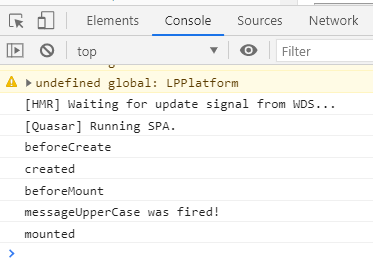 Elements Console Sources Network
top Filter
undefined global: LPPlatform
[HMR] Waiting for update signal from WDS...
[Quasar] Running SPA.
beforeCreate
created
beforeMount
messageUpperCase was fired!
mounted